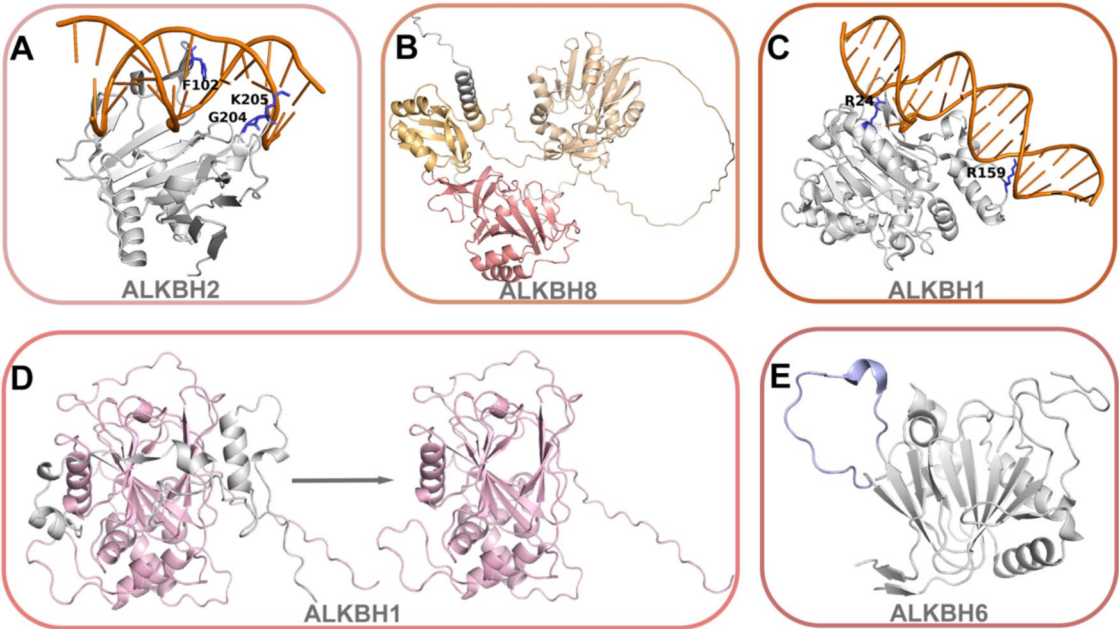 A
F102
K205
G204
ALKBH2
B
ALKBH8
C
R24
R159
ALKBH1
D
ALKBH1
E
ALKBH6